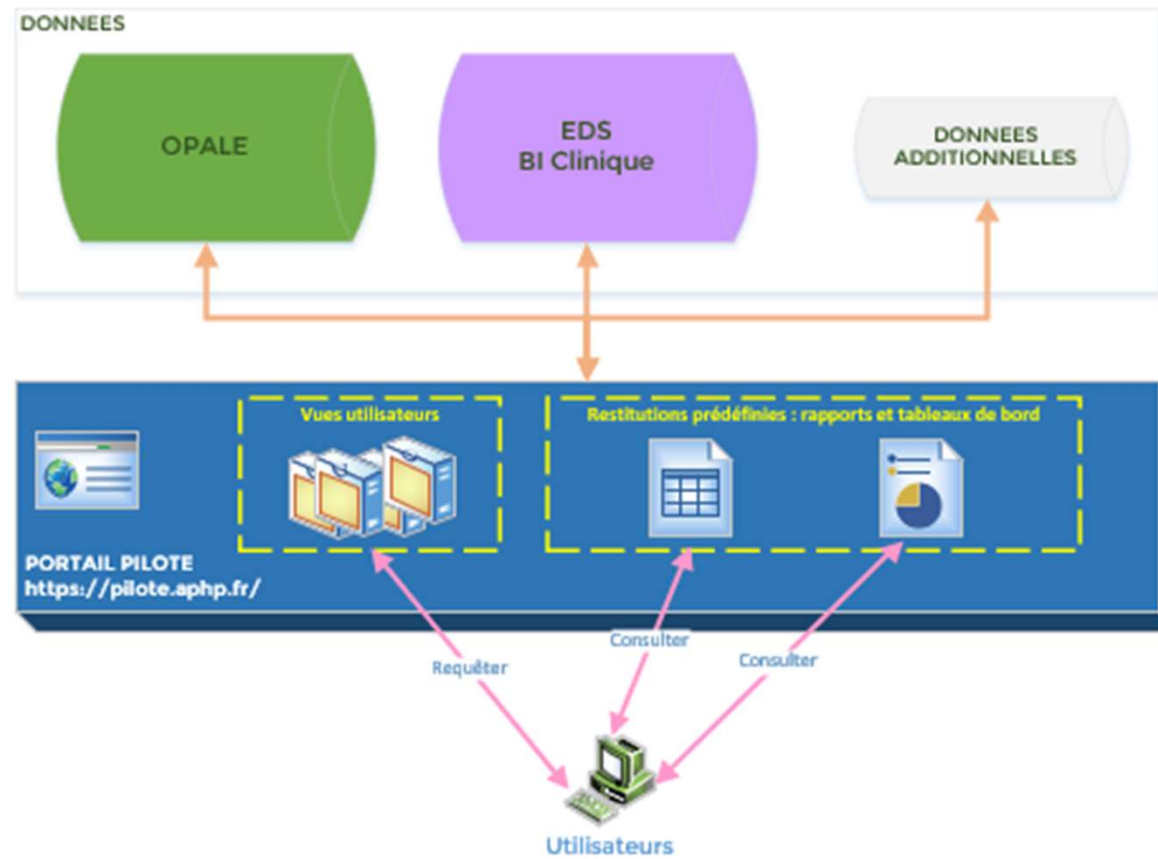 DONNEES
OPALE
EDS
BI Clinique
DONNEES
ADDITIONNELLES
Vues utilisateurs
Restitutions prédéfinies : rapports et tableaux de bord
PORTAIL PILOTE
https://pilote.aphp.fr/
Requêter
Consulter
Consulter
Utilisateurs